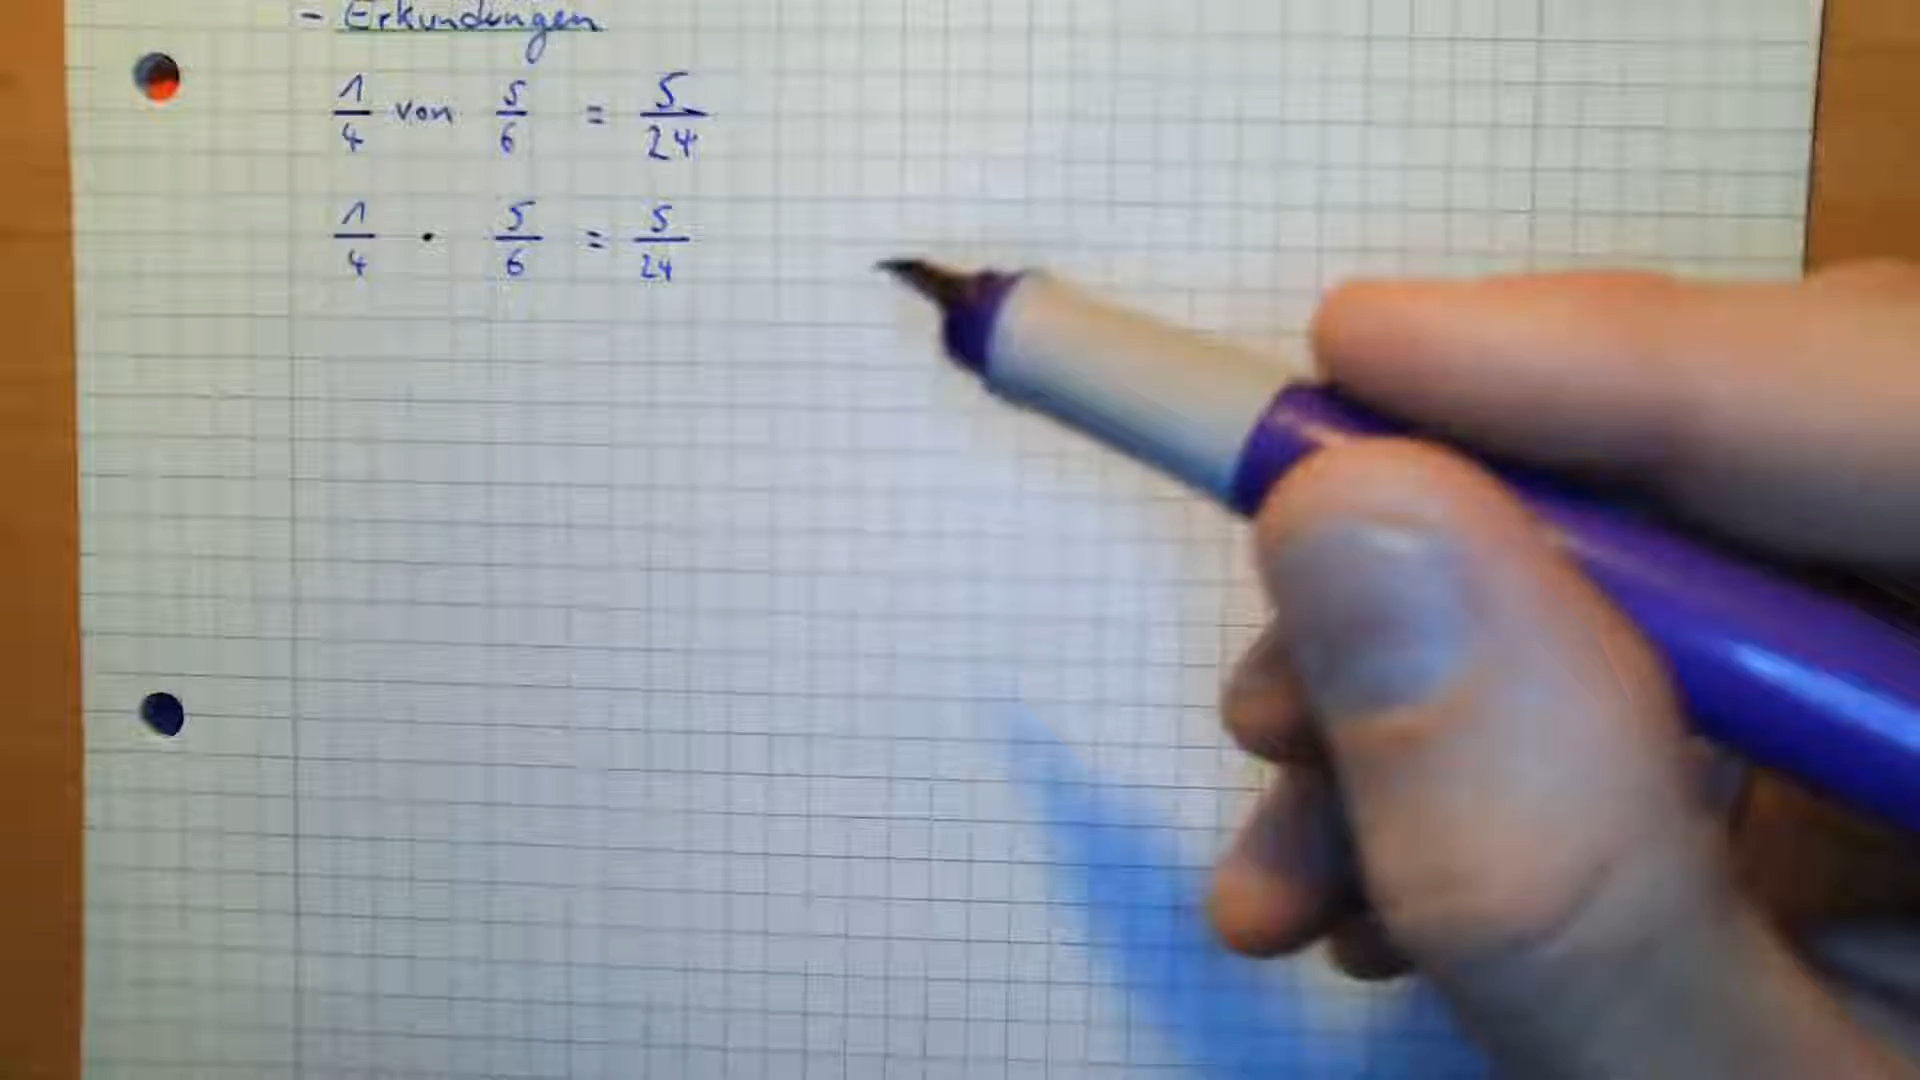 - Erkundungen
1/4 von 5/6 = 5/24
1/4 · 5/6 = 5/24